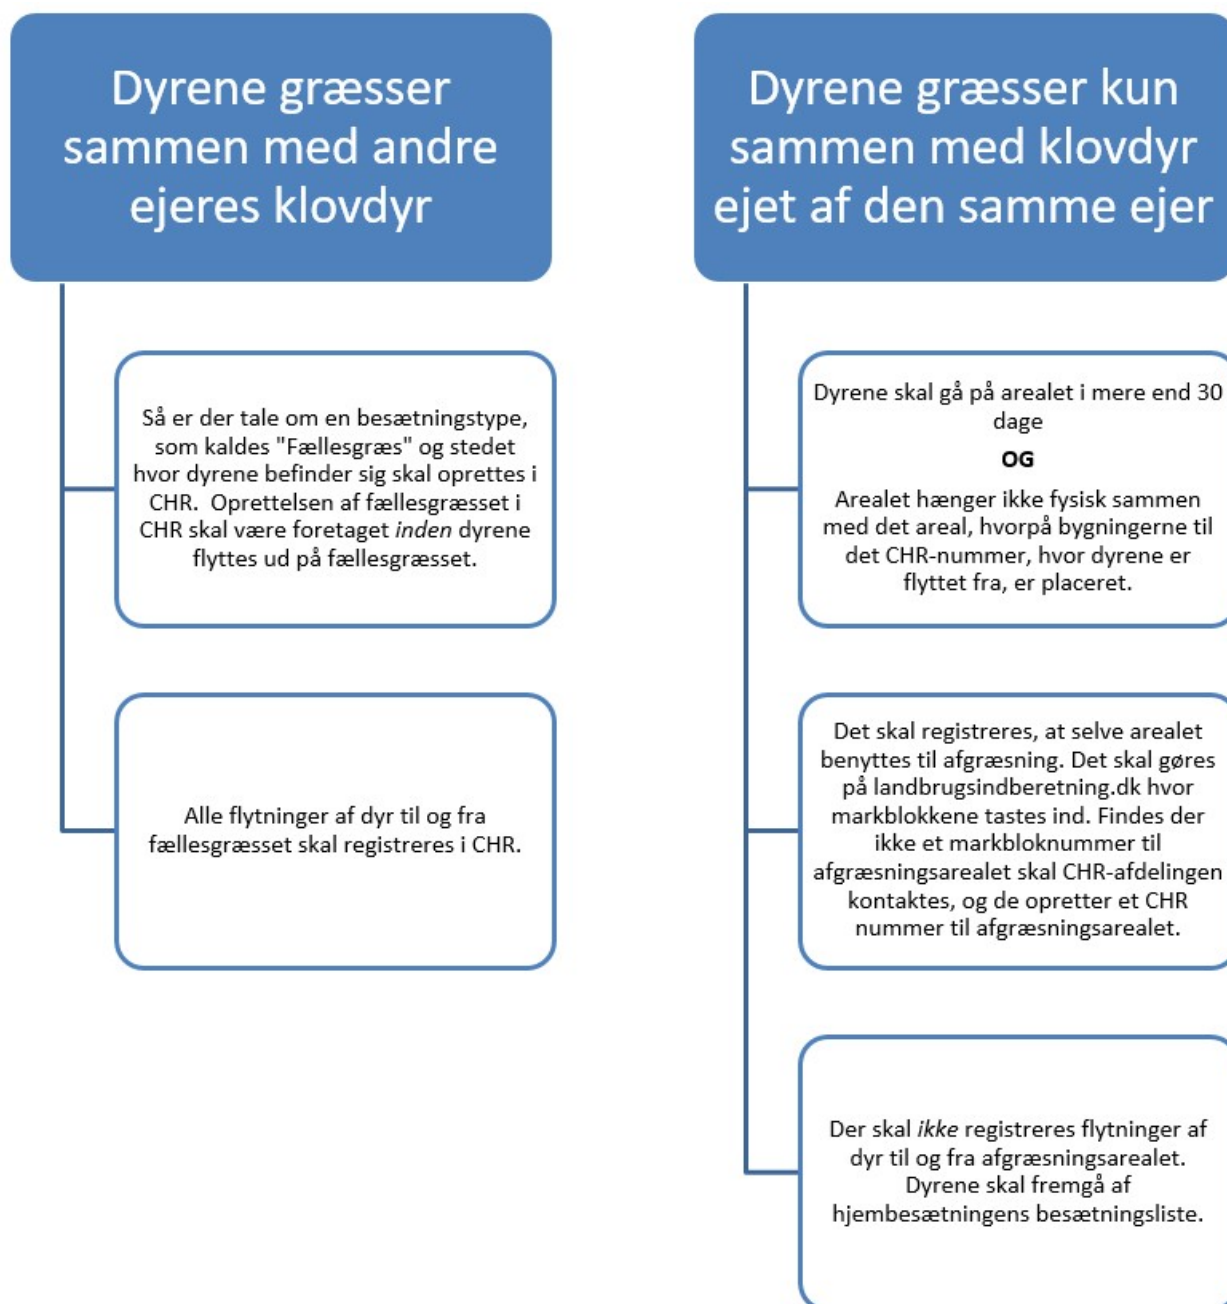 Dyrene græsser
sammen med andre
ejeres klovdyr
Så er der tale om en besætningstype,
som kaldes "Fællesgræs" og stedet
hvor dyrene befinder sig skal oprettes i
CHR.  Oprettelsen af fællesgræsset i
CHR skal være foretaget inden dyrene
flyttes ud på fællesgræsset.
Alle flytninger af dyr til og fra
fællesgræsset skal registreres i CHR.
Dyrene græsser kun
sammen med klovdyr
ejet af den samme ejer
Dyrene skal gå på arealet i mere end 30
dage
OG
Arealet hænger ikke fysisk sammen
med det areal, hvorpå bygningerne til
det CHR-nummer, hvor dyrene er
flyttet fra, er placeret.
Det skal registreres, at selve arealet
benyttes til afgræsning. Det skal gøres
på landbrugsindberetning.dk hvor
markblokkene tastes ind. Findes der
ikke et markbloknummer til
afgræsningsarealet skal CHR-afdelingen
kontaktes, og de opretter et CHR
nummer til afgræsningsarealet.
Der skal ikke registreres flytninger af
dyr til og fra afgræsningsarealet.
Dyrene skal fremgå af
hjembesætningens besætningsliste.